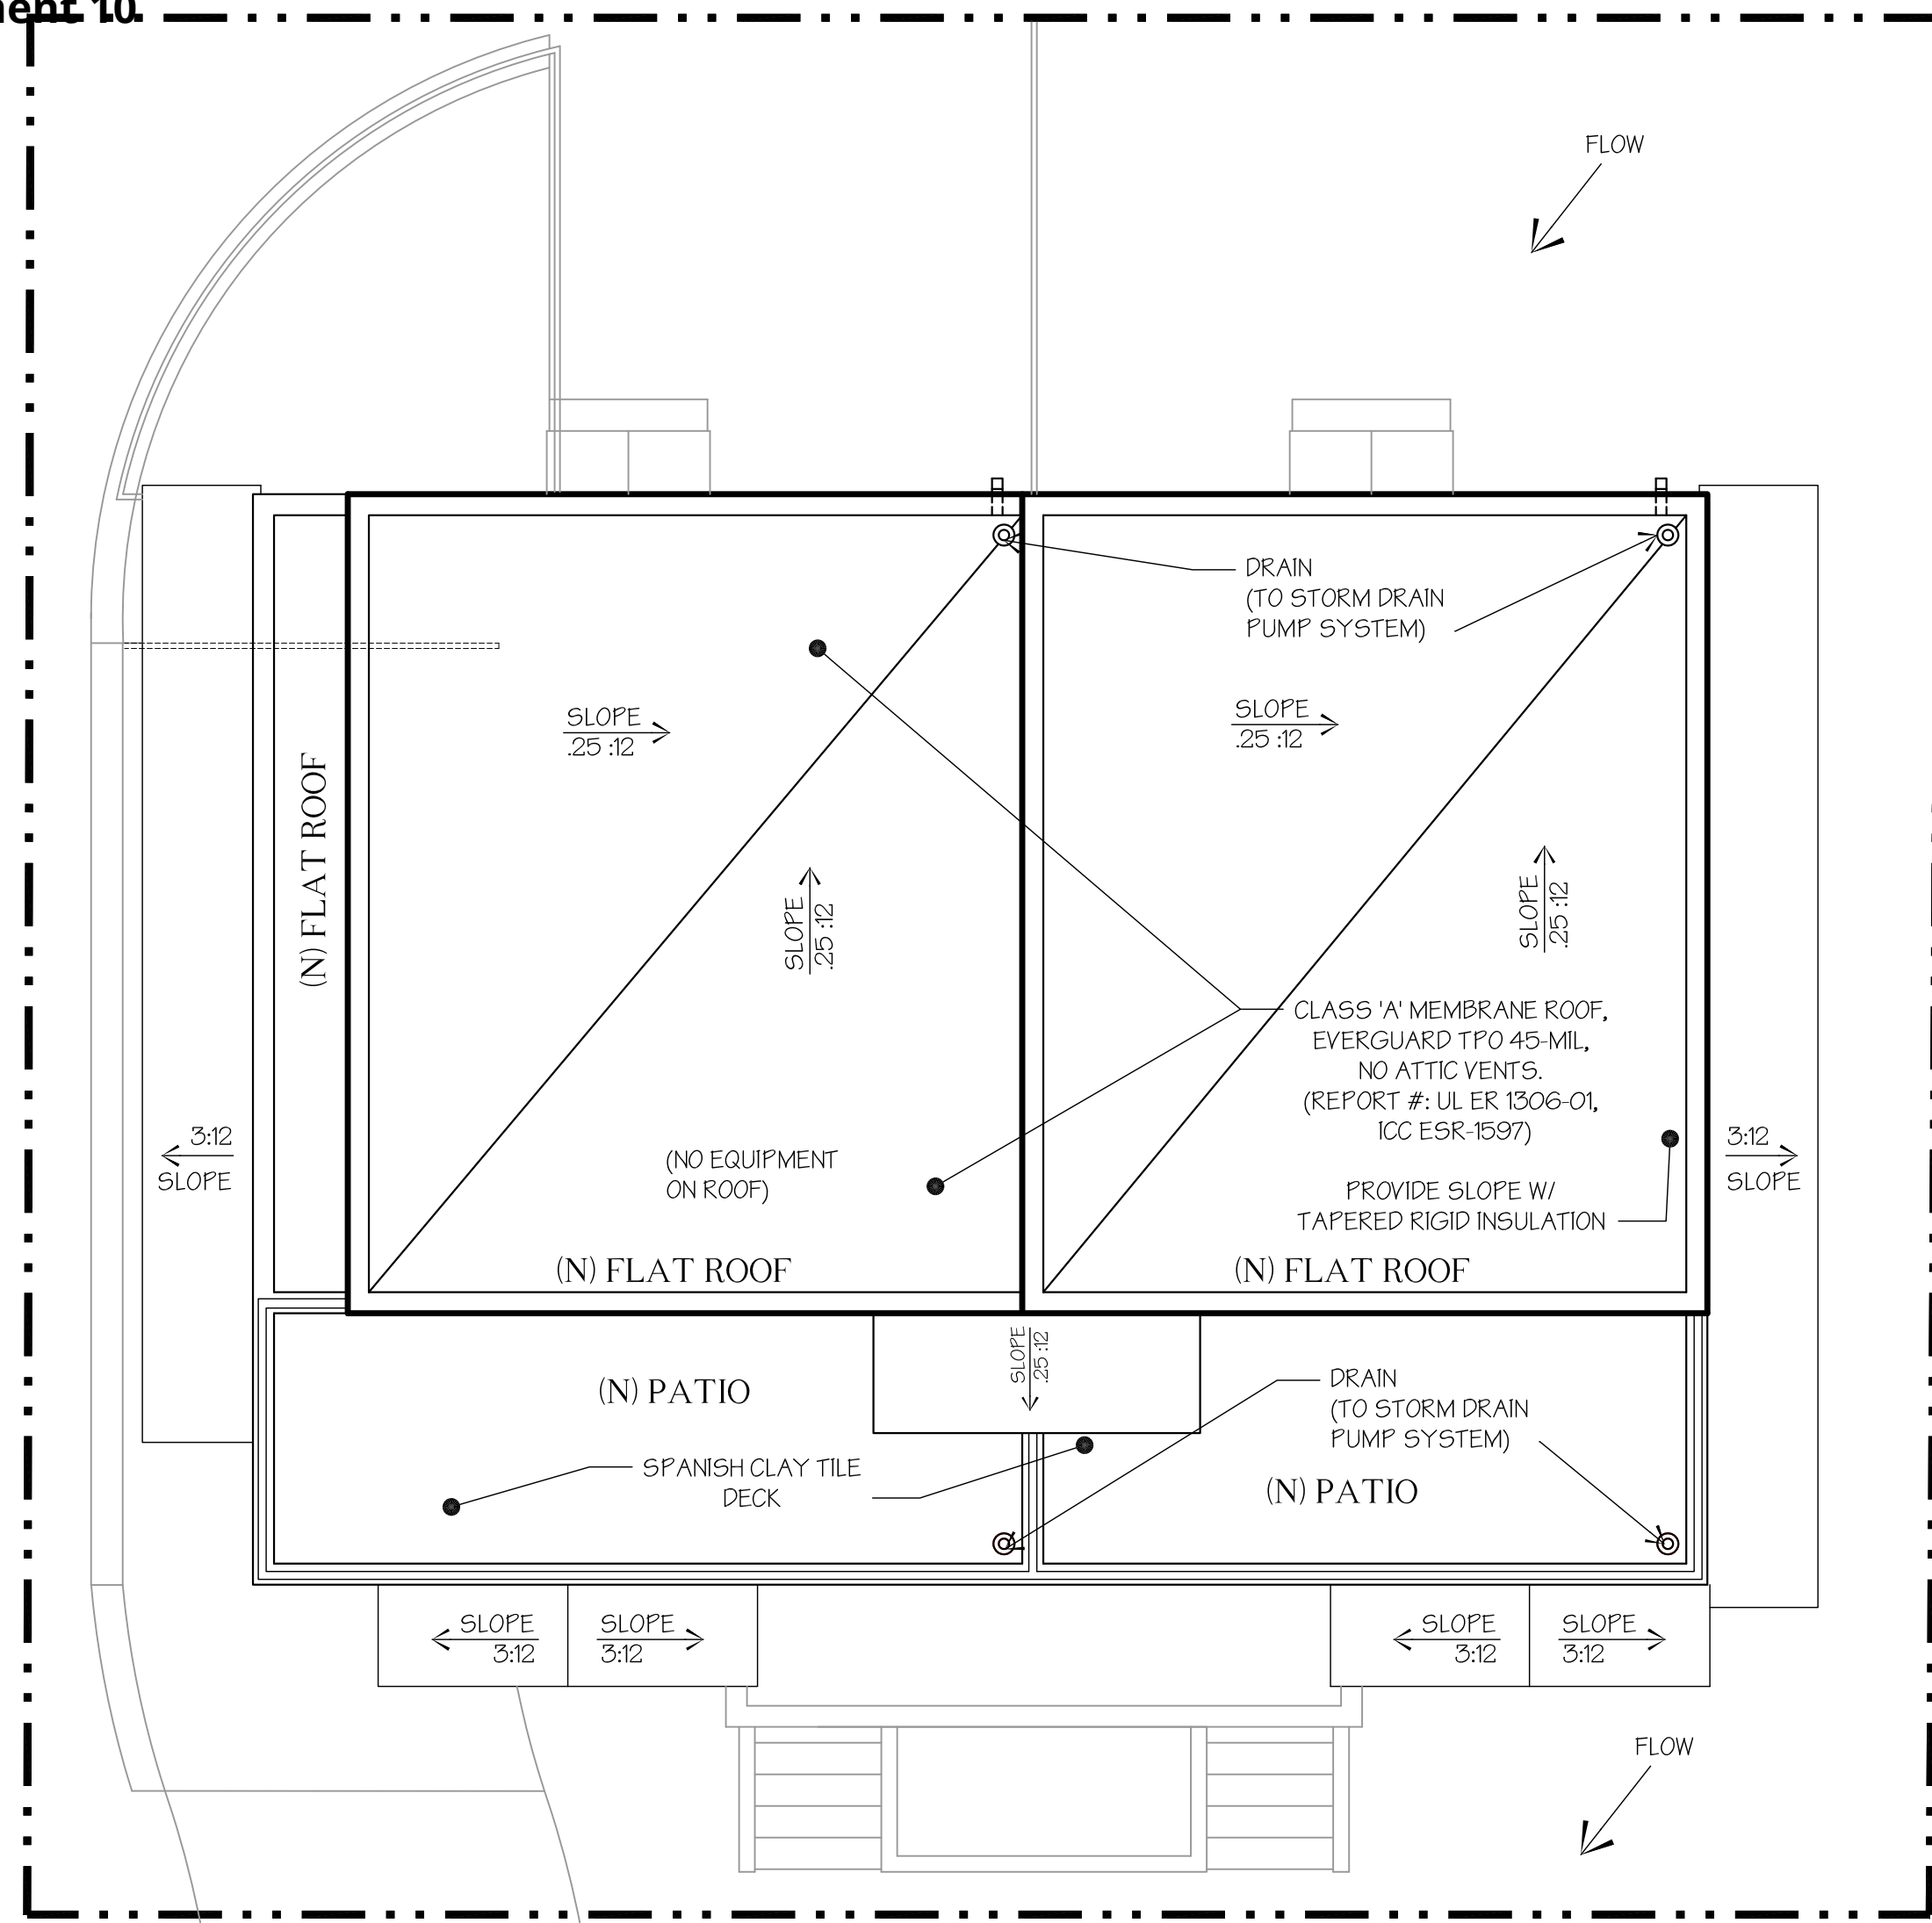 ment 10
FLOW
DRAIN
(TO STORM DRAIN
PUMP SYSTEM)
SLOPE
.25 :12
SLOPE
.25 :12
(N) FLAT ROOF
SLOPE
.25 :12
SLOPE
.25 :12
CLASS 'A' MEMBRANE ROOF,
EVERGUARD TPO 45-MIL,
NO ATTIC VENTS.
(REPORT #: UL ER 1306-01,
ICC ESR-1597)
3:12
SLOPE
(NO EQUIPMENT
ON ROOF)
3:12
SLOPE
PROVIDE SLOPE W/
TAPERED RIGID INSULATION
(N) FLAT ROOF
(N) FLAT ROOF
SLOPE
.25 :12
(N) PATIO
DRAIN
(TO STORM DRAIN
PUMP SYSTEM)
SPANISH CLAY TILE
DECK
(N) PATIO
SLOPE
3:12
SLOPE
3:12
SLOPE
3:12
SLOPE
3:12
FLOW